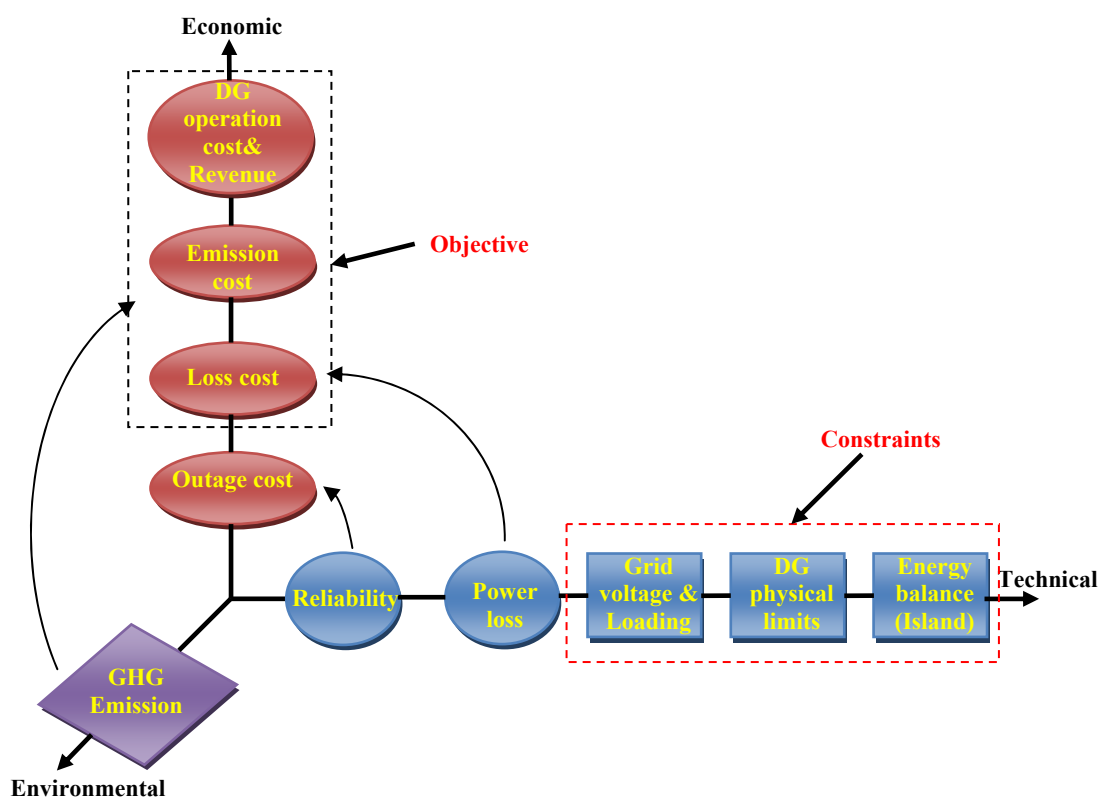 Economic
DG
operation
cost&
Revenue
Emission
cost
Objective
Loss cost
Constraints
Outage cost
Reliability
Power
loss
Grid
voltage &
Loading
DG
physical
limits
Energy
balance
(Island)
Technical
GHG
Emission
Environmental